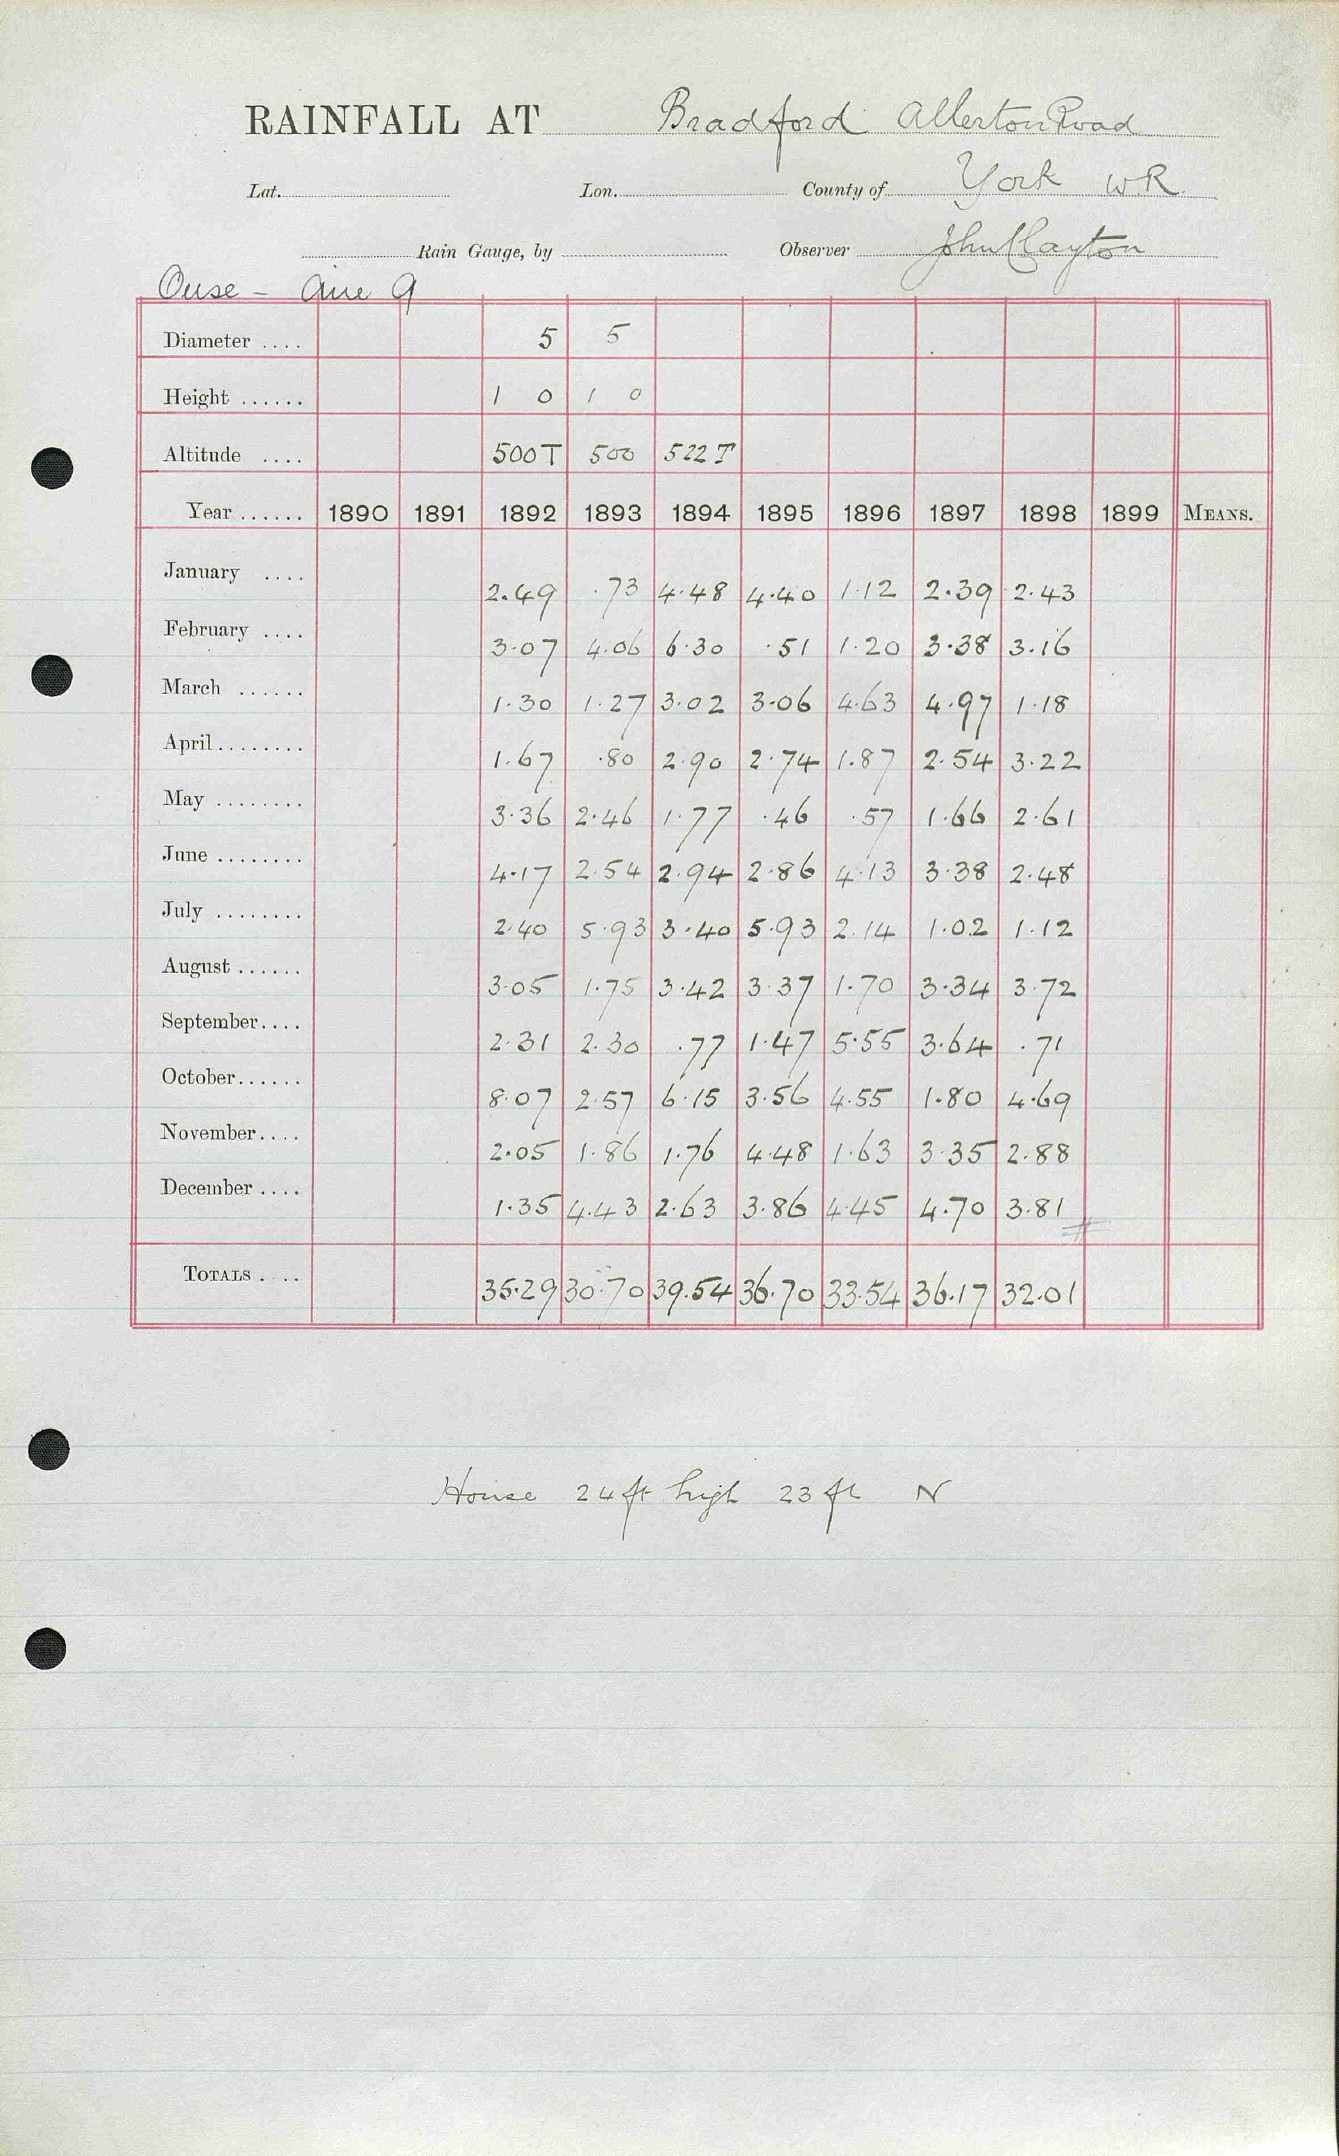 RAINFALL AT Bradford Allerton Road
Lat. Lon. County of York WR
Rain Gauge, by Observer John Clayton
Ouse - Aire 9
Diameter .... 5 5
Height ...... 1 0 1 0
Altitude .... 500T 500 522T
Year ...... 1890 1891 1892 1893 1894 1895 1896 1897 1898 1899 MEANS.
January .... 2.49 .73 4.48 4.40 1.12 2.39 2.43
February .... 3.07 4.06 6.30 .51 1.20 3.38 3.16
March ...... 1.30 1.27 3.02 3.06 4.63 4.97 1.18
April ........ 1.67 .80 2.90 2.74 1.87 2.54 3.22
May ........ 3.36 2.46 1.77 .46 .57 1.66 2.61
June ........ 4.17 2.54 2.94 2.86 4.13 3.38 2.48
July ........ 2.40 5.93 3.40 5.93 2.14 1.02 1.12
August ...... 3.05 1.75 3.42 3.37 1.70 3.34 3.72
September .... 2.31 2.30 .77 1.47 5.55 3.64 .71
October ...... 8.07 2.57 6.15 3.56 4.55 1.80 4.69
November .... 2.05 1.86 1.76 4.48 1.63 3.35 2.88
December .... 1.35 4.43 2.63 3.86 4.45 4.70 3.81
TOTALS .... 35.29 30.70 39.54 36.70 33.54 36.17 32.01
House 24 ft high 23 ft N